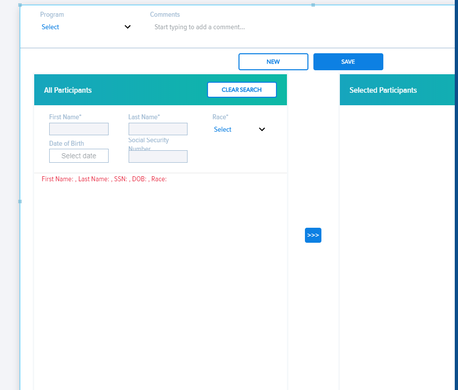 Program Comments
Select Start typing to add a comment...
NEW SAVE
All Participants CLEAR SEARCH Selected Participants
First Name* Last Name* Race*
Select
Date of Birth Social Security Number
Select date
First Name: , Last Name: , SSN: , DOB: , Race:
>>>